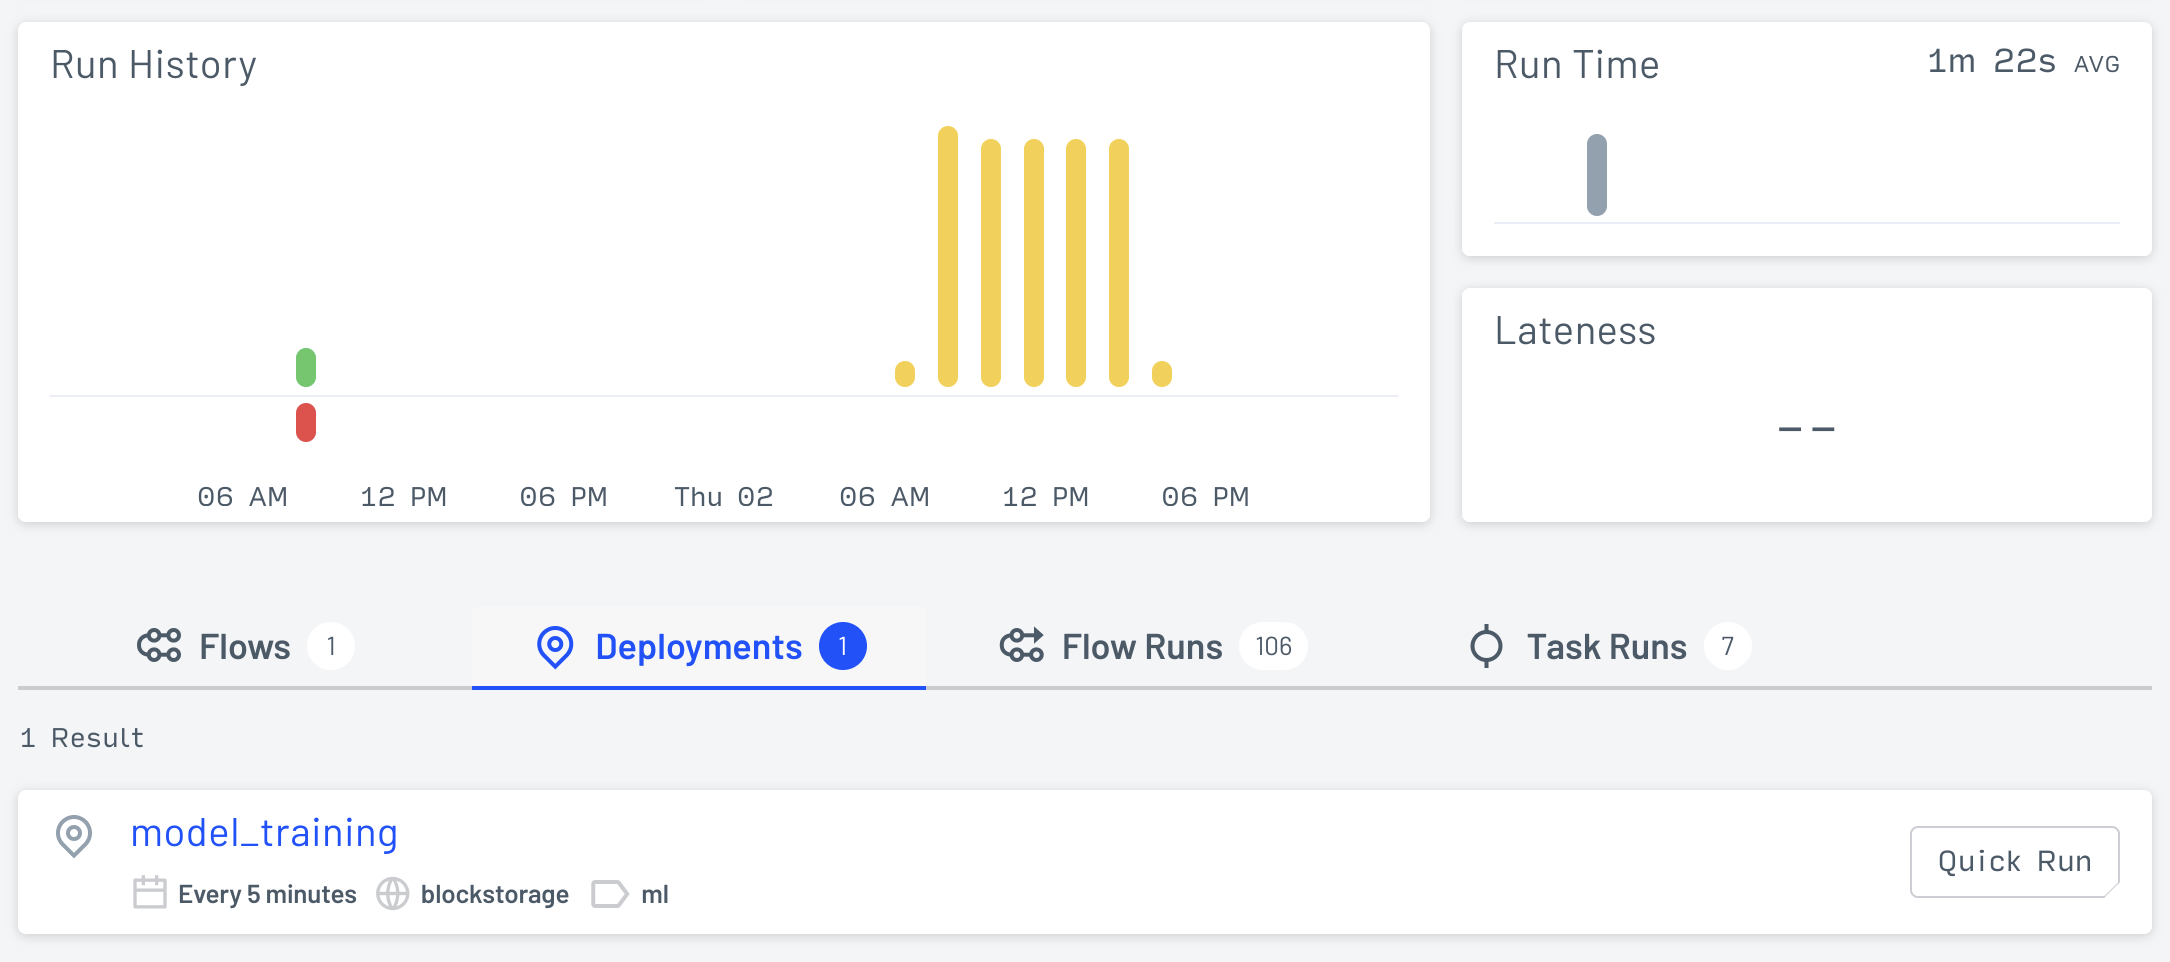 Run History
06 AM 12 PM 06 PM Thu 02 06 AM 12 PM 06 PM
Run Time 1m 22s AVG
Lateness
--
Flows 1 Deployments 1 Flow Runs 106 Task Runs 7
1 Result
model_training
Every 5 minutes blockstorage ml
Quick Run